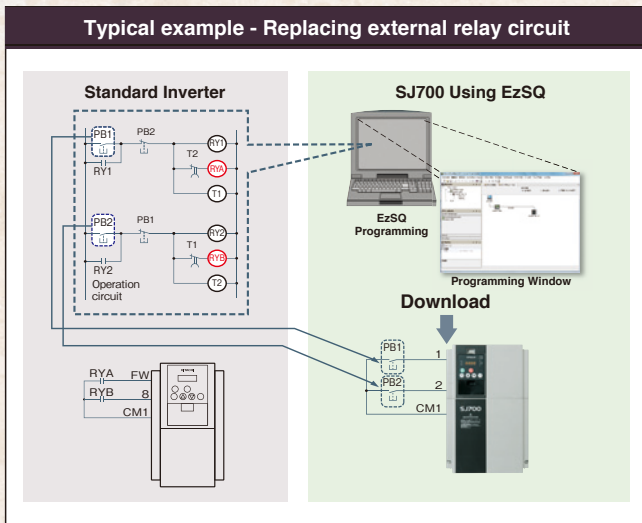 Typical example - Replacing external relay circuit
Standard Inverter
PB1
PB2
RY1
RY1
T2
RYA
T1
PB2
PB1
RY2
RY2
T1
RYB
T2
Operation
circuit
RYA
FW
RYB
8
CM1
SJ700 Using EzSQ
EzSQ
Programming
Programming Window
Download
PB1
1
PB2
2
CM1
SJ700